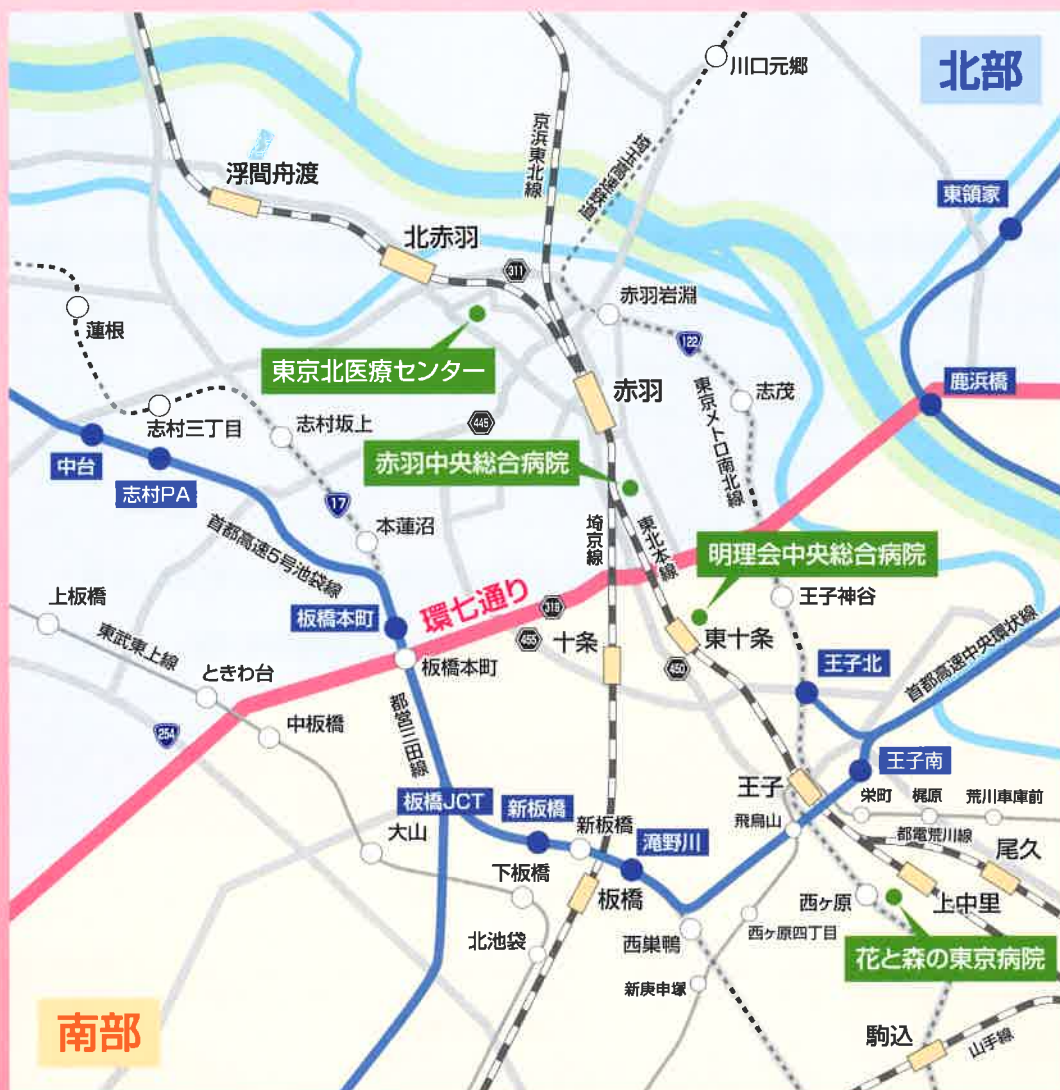 北部
川口元郷
京浜東北線
埼玉高速鉄道
浮間舟渡
東領家
北赤羽
311
赤羽岩淵
蓮根
122
東京北医療センター
赤羽
鹿浜橋
志茂
東京メトロ南北線
志村三丁目
志村坂上
445
中台
赤羽中央総合病院
志村PA
17
首都高速5号池袋線
本蓮沼
埼京線
東北本線
明理会中央総合病院
上板橋
板橋本町
環七通り
318
王子神谷
東武東上線
455
十条
東十条
ときわ台
板橋本町
450
王子北
首都高速中央環状線
254
中板橋
都営三田線
王子南
板橋JCT
新板橋
新板橋
王子
栄町
梶原
荒川車庫前
大山
滝野川
飛鳥山
都電荒川線
尾久
下板橋
板橋
西ヶ原
上中里
北池袋
西巣鴨
西ヶ原四丁目
花と森の東京病院
新庚申塚
南部
駒込
山手線